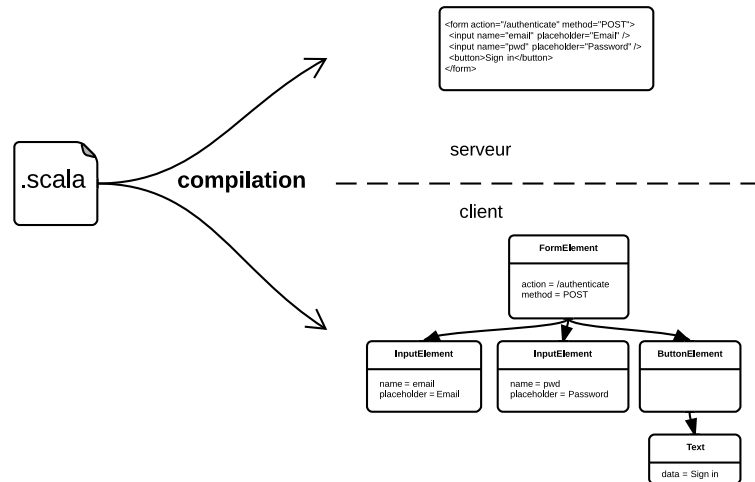 <form action="/authenticate" method="POST">
<input name="email" placeholder="Email" />
<input name="pwd" placeholder="Password" />
<button>Sign in</button>
</form>
serveur
.scala
compilation
client
FormElement
action = /authenticate
method = POST
InputElement
name = email
placeholder = Email
InputElement
name = pwd
placeholder = Password
ButtonElement
Text
data = Sign in